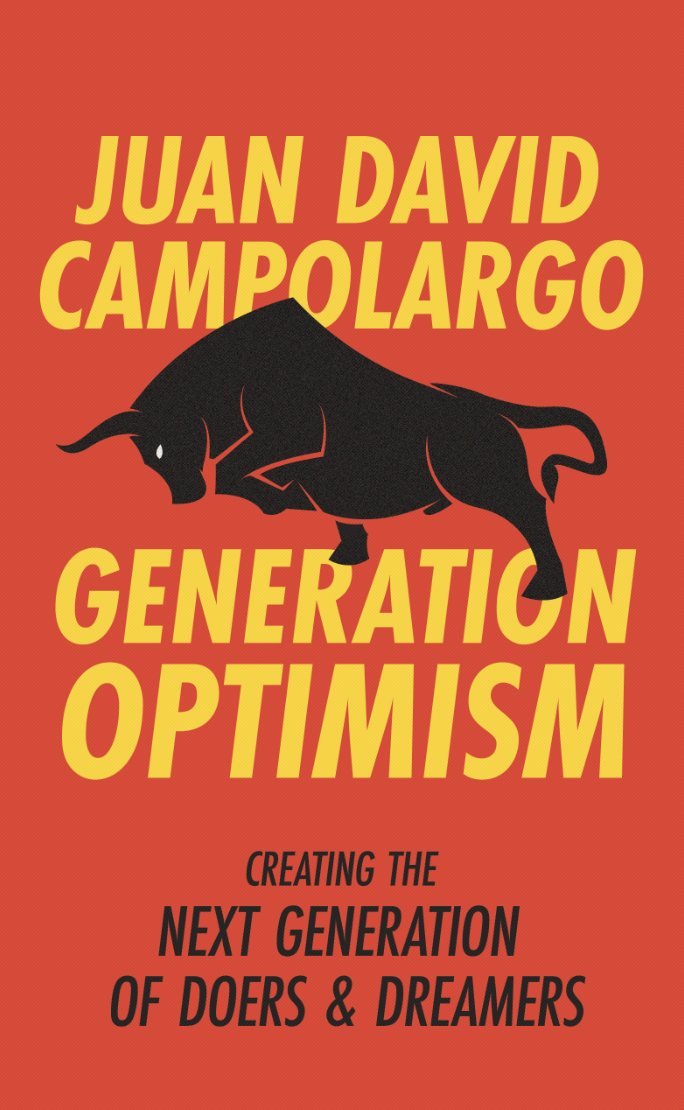 JUAN DAVID
CAMPOLARGO
GENERATION
OPTIMISM
CREATING THE
NEXT GENERATION
OF DOERS & DREAMERS